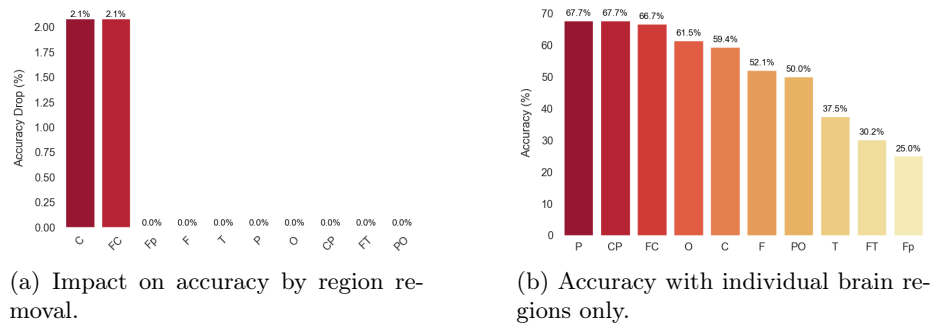 2.1%
2.1%
0.0%
0.0%
0.0%
0.0%
0.0%
0.0%
0.0%
0.0%
2.00
1.75
1.50
1.25
1.00
0.75
0.50
0.25
0.00
Accuracy Drop (%)
C
FC
Fp
F
T
P
O
CP
FT
PO
(a) Impact on accuracy by region re-
moval.
67.7%
67.7%
66.7%
61.5%
59.4%
52.1%
50.0%
37.5%
30.2%
25.0%
70
60
50
40
30
20
10
0
Accuracy (%)
P
CP
FC
O
C
F
PO
T
FT
Fp
(b) Accuracy with individual brain re-
gions only.